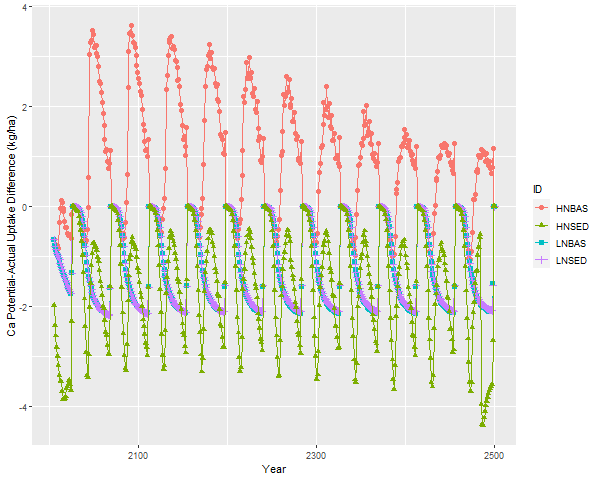 4
2
0
-2
-4
Ca Potential-Actual Uptake Difference (kg/ha)
2100
2300
2500
Year
ID
HNBAS
HNSED
LNBAS
LNSED